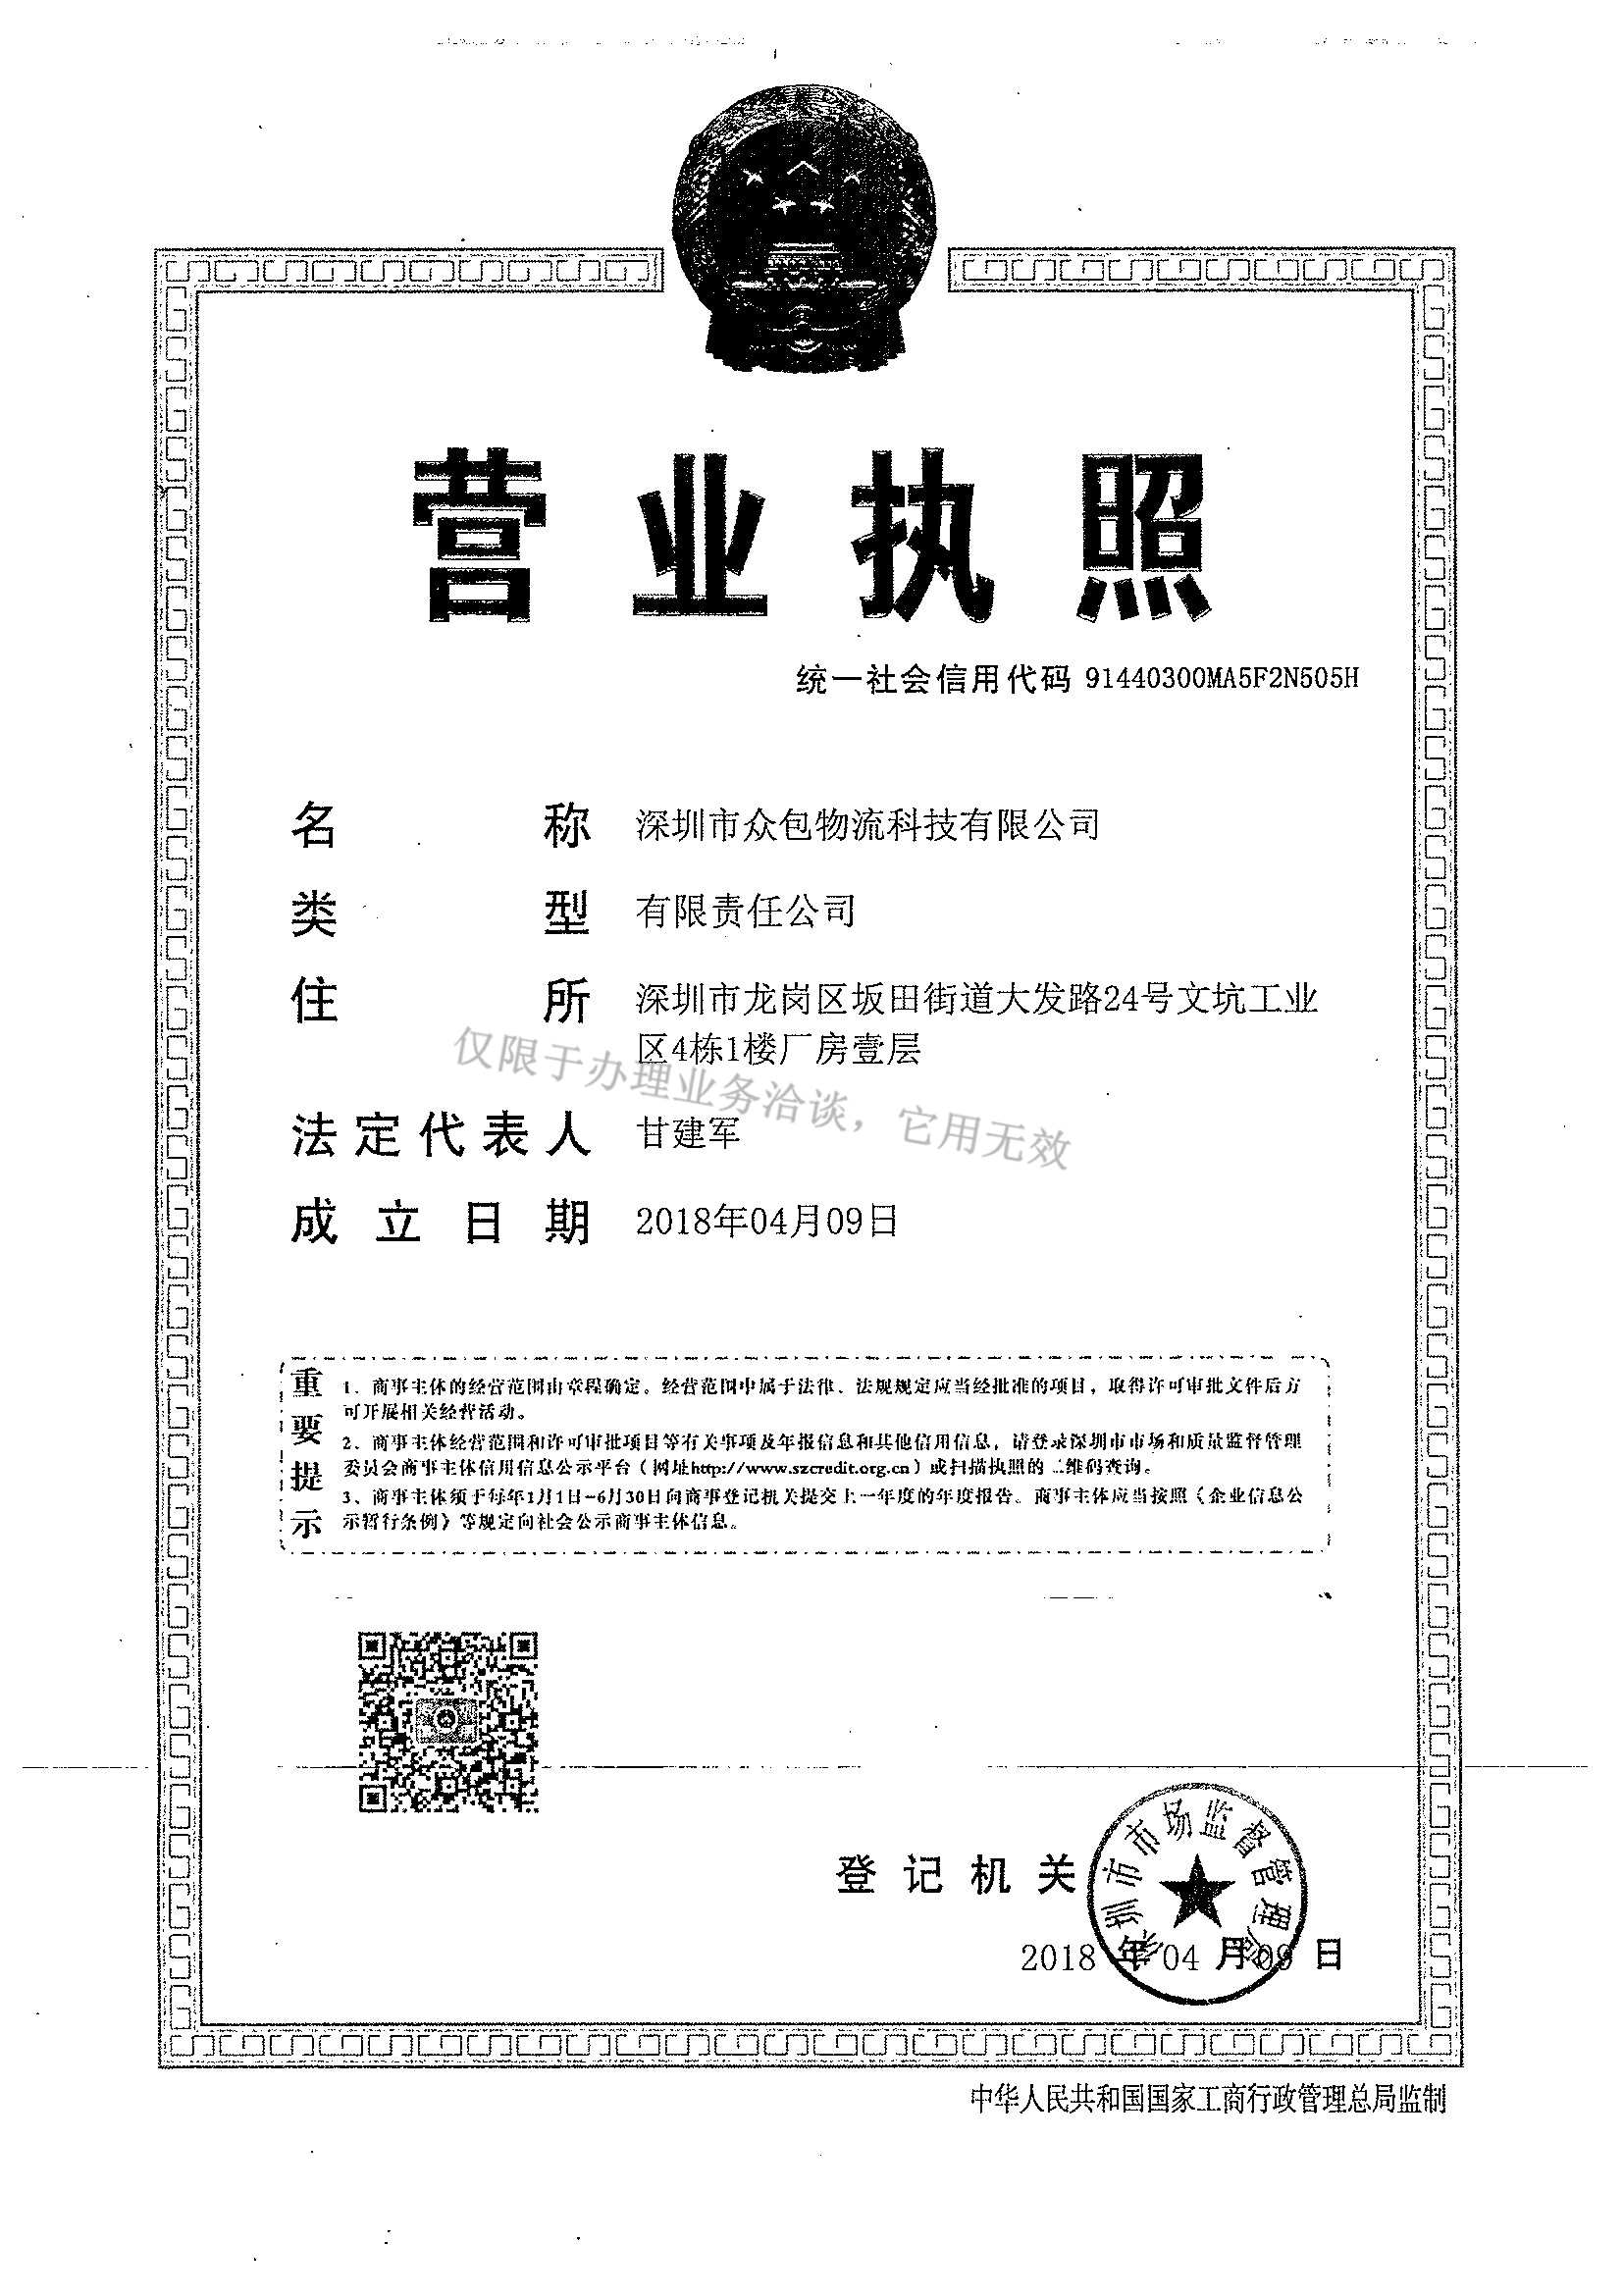 营业执照
统一社会信用代码 91440300MA5F2N505H
名称 深圳市众包物流科技有限公司
类型 有限责任公司
住所 深圳市龙岗区坂田街道大发路24号文坑工业
区4栋1楼厂房壹层
仅限于办理业务洽谈，它用无效
法定代表人 甘建军
成立日期 2018年04月09日
重要提示
1、商事主体的经营范围由章程确定。经营范围中属于法律、法规规定应当经批准的项目，取得许可审批文件后方
可开展相关经营活动。
2、商事主体经营范围和许可审批项目等有关事项及年报信息和其他信用信息，请登录深圳市市场和质量监督管理
委员会商事主体信用信息公示平台（网址http://www.szcredit.org.cn）或扫描执照的二维码查询。
3、商事主体须于每年1月1日-6月30日向商事登记机关提交上一年度的年度报告。商事主体应当按照《企业信息公
示暂行条例》等规定向社会公示商事主体信息。
登记机关
深圳市市场监督管理局
2018 年 04 月 09 日
中华人民共和国国家工商行政管理总局监制